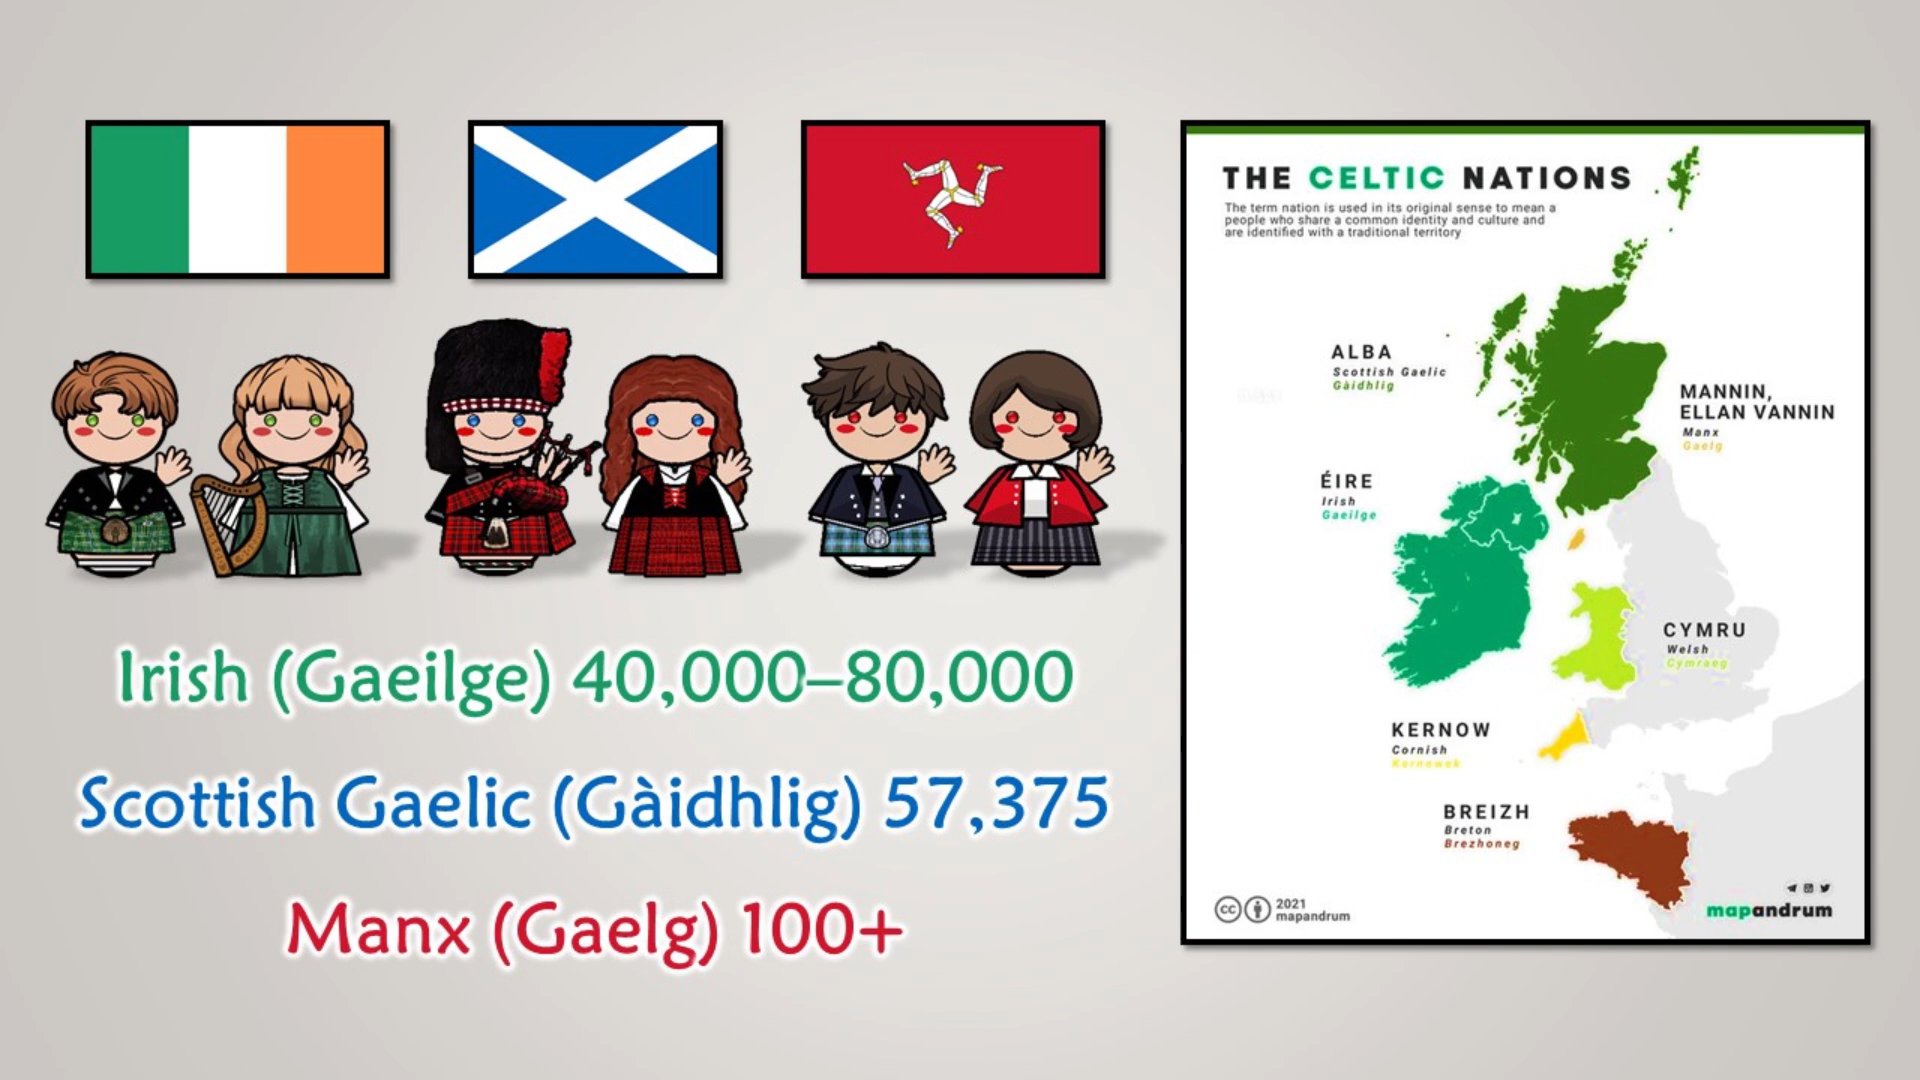 Irish (Gaeilge) 40,000–80,000
Scottish Gaelic (Gàidhlig) 57,375
Manx (Gaelg) 100+
THE CELTIC NATIONS
The term nation is used in its original sense to mean a
people who share a common identity and culture and
are identified with a traditional territory
ALBA
Scottish Gaelic
Gàidhlig
MANNIN,
ELLAN VANNIN
Manx
Gaelg
ÉIRE
Irish
Gaeilge
CYMRU
Welsh
Cymraeg
KERNOW
Cornish
Kernewek
BREIZH
Breton
Brezhoneg
cc
2021
mapandrum
mapandrum